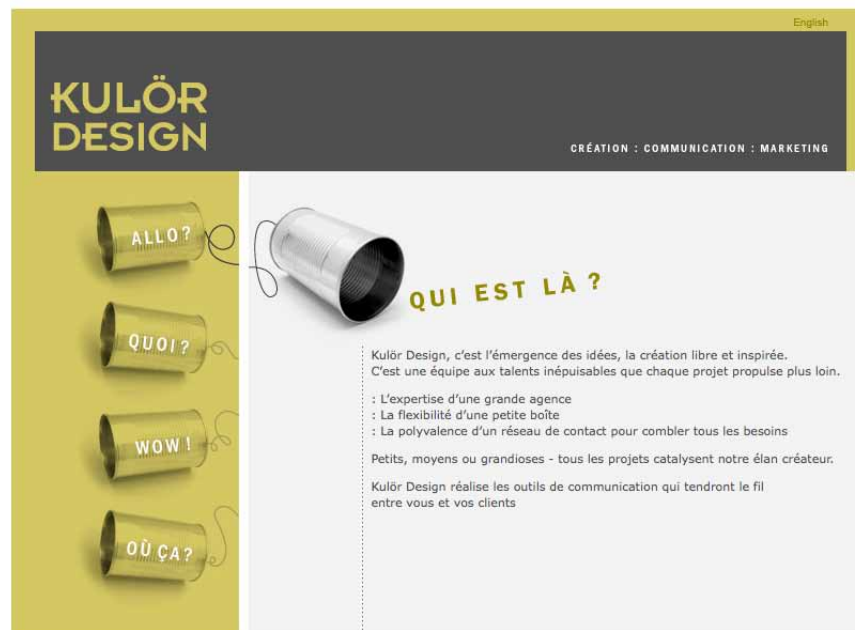 English
KULÖR
DESIGN
CRÉATION : COMMUNICATION : MARKETING
ALLO?
QUOI?
WOW!
OÙ ÇA?
QUI EST LÀ ?
Kulör Design, c'est l'émergence des idées, la création libre et inspirée.
C'est une équipe aux talents inépuisables que chaque projet propulse plus loin.
: L'expertise d'une grande agence
: La flexibilité d'une petite boîte
: La polyvalence d'un réseau de contact pour combler tous les besoins
Petits, moyens ou grandioses - tous les projets catalysent notre élan créateur.
Kulör Design réalise les outils de communication qui tendront le fil
entre vous et vos clients